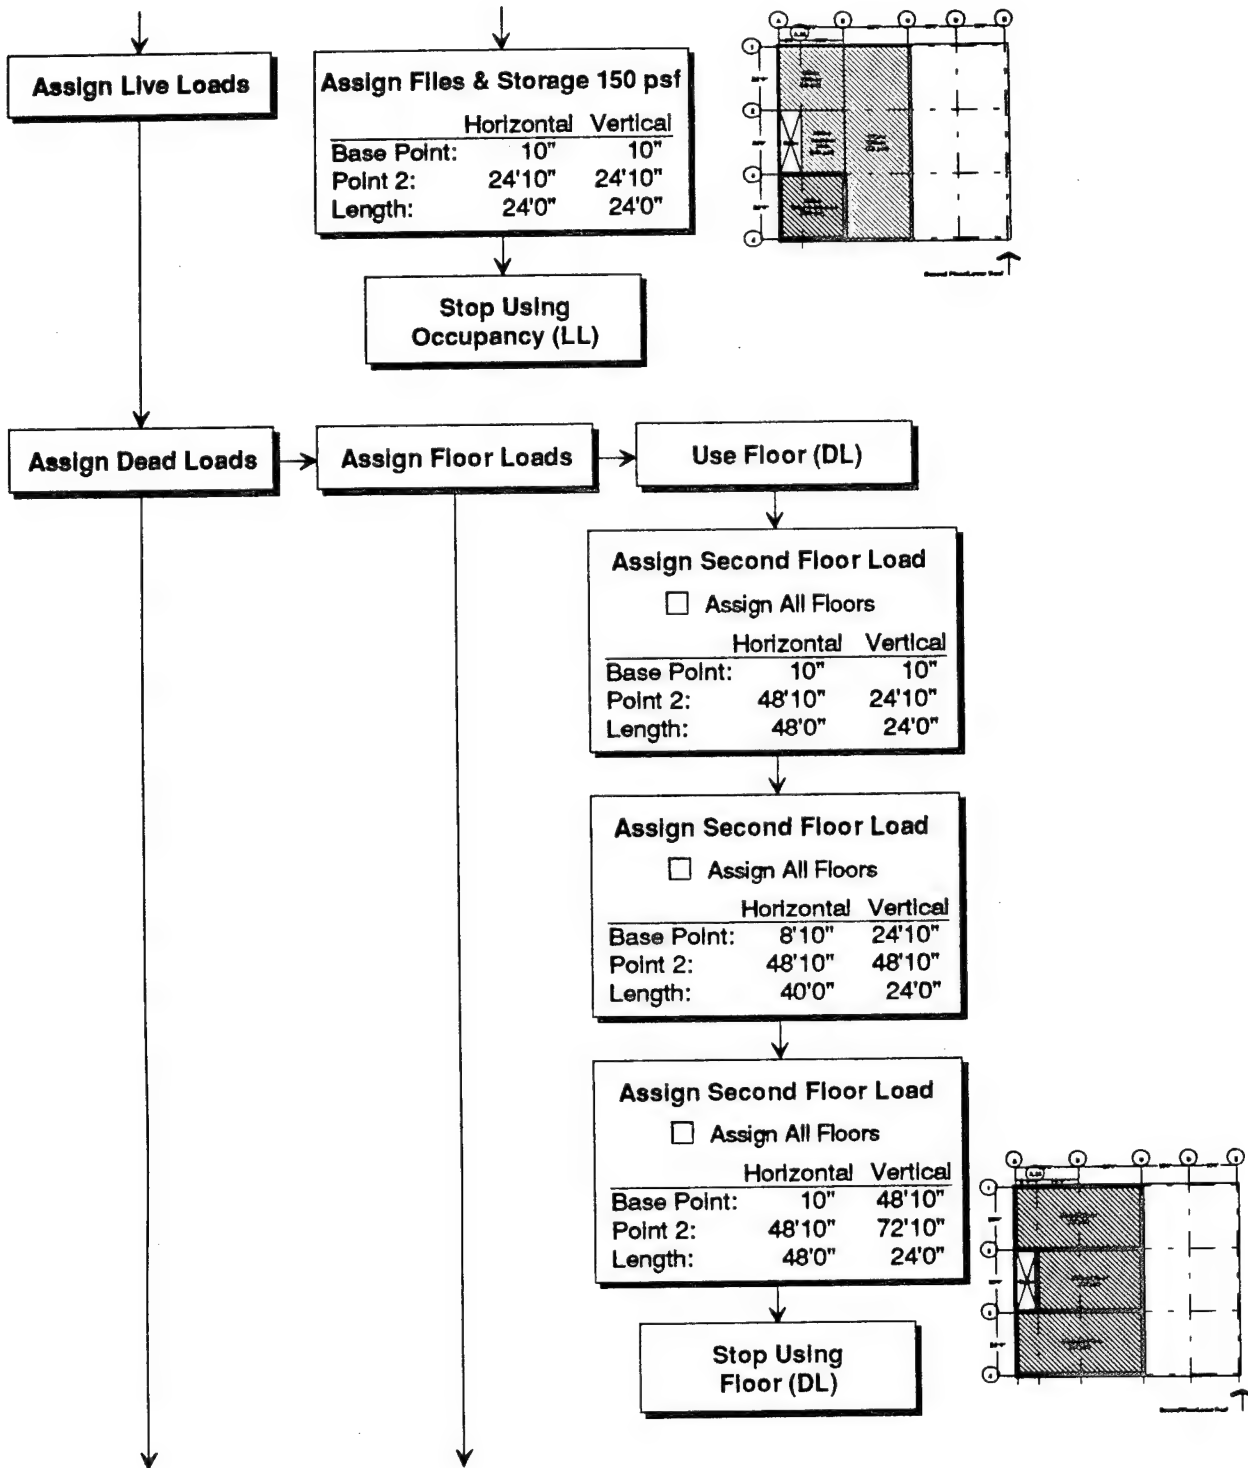 Assign Live Loads
Assign Files & Storage 150 psf
Horizontal Vertical
Base Point: 10" 10"
Point 2: 24'10" 24'10"
Length: 24'0" 24'0"
Stop Using
Occupancy (LL)
Assign Dead Loads
Assign Floor Loads
Use Floor (DL)
Assign Second Floor Load
Assign All Floors
Horizontal Vertical
Base Point: 10" 10"
Point 2: 48'10" 24'10"
Length: 48'0" 24'0"
Assign Second Floor Load
Assign All Floors
Horizontal Vertical
Base Point: 8'10" 24'10"
Point 2: 48'10" 48'10"
Length: 40'0" 24'0"
Assign Second Floor Load
Assign All Floors
Horizontal Vertical
Base Point: 10" 48'10"
Point 2: 48'10" 72'10"
Length: 48'0" 24'0"
Stop Using
Floor (DL)